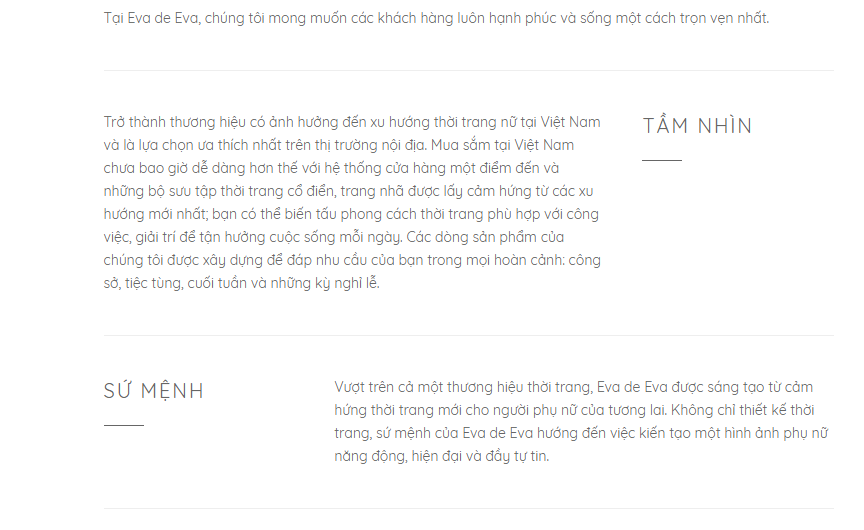 Tại Eva de Eva, chúng tôi mong muốn các khách hàng luôn hạnh phúc và sống một cách trọn vẹn nhất.
TẦM NHÌN
Trở thành thương hiệu có ảnh hưởng đến xu hướng thời trang nữ tại Việt Nam
và là lựa chọn ưa thích nhất trên thị trường nội địa. Mua sắm tại Việt Nam
chưa bao giờ dễ dàng hơn thế với hệ thống cửa hàng một điểm đến và
những bộ sưu tập thời trang cổ điển, trang nhã được lấy cảm hứng từ các xu
hướng mới nhất; bạn có thể biến tấu phong cách thời trang phù hợp với công
việc, giải trí để tận hưởng cuộc sống mỗi ngày. Các dòng sản phẩm của
chúng tôi được xây dựng để đáp nhu cầu của bạn trong mọi hoàn cảnh: công
sở, tiệc tùng, cuối tuần và những kỳ nghỉ lễ.
SỨ MỆNH
Vượt trên cả một thương hiệu thời trang, Eva de Eva được sáng tạo từ cảm
hứng thời trang mới cho người phụ nữ của tương lai. Không chỉ thiết kế thời
trang, sứ mệnh của Eva de Eva hướng đến việc kiến tạo một hình ảnh phụ nữ
năng động, hiện đại và đầy tự tin.